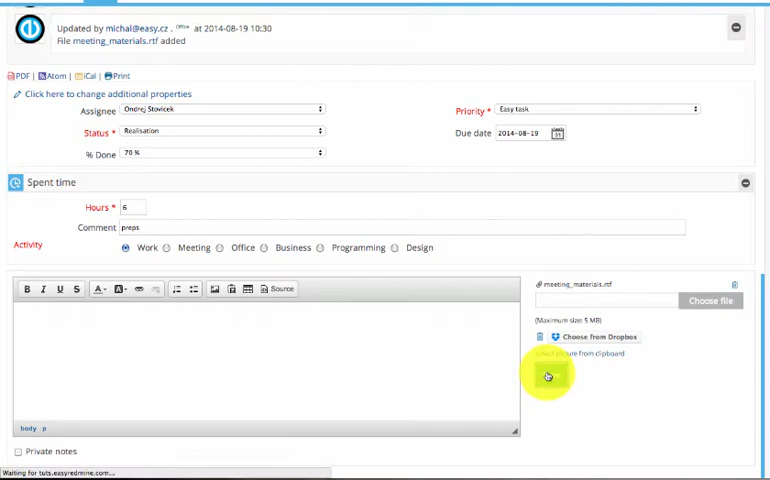 Updated by michal@easy.cz , Office at 2014-08-19 10:30
File meeting_materials.rtf added
PDF | Atom | iCal | Print
Click here to change additional properties
Assignee Ondrej Stovicek Priority * Easy task
Status * Realisation Due date 2014-08-19
% Done 70 %
Spent time
Hours * 6
Comment preps
Activity Work Meeting Office Business Programming Design
B I U S A A Source
meeting_materials.rtf
Choose file
(Maximum size: 5 MB)
Choose from Dropbox
picture from clipboard
body p
Private notes
Waiting for tuts.easyredmine.com...